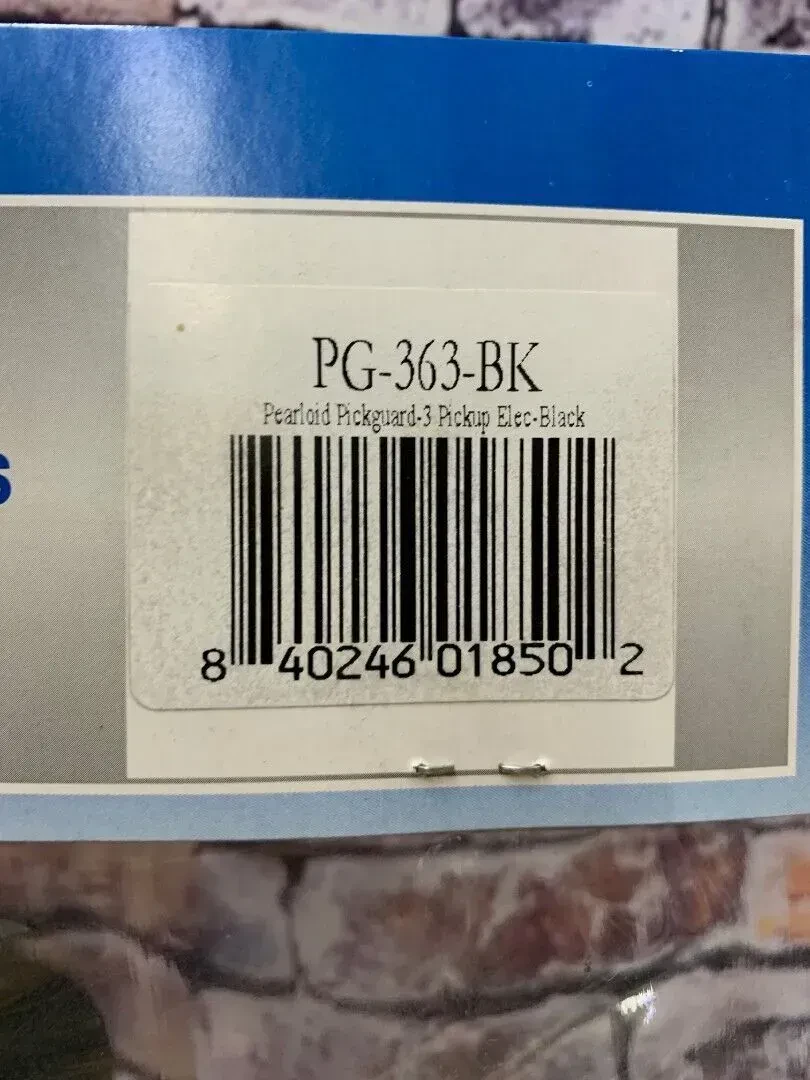 PG-363-BK
Pearloid Pickguard-3 Pickup Elec-Black
s
8 40246 01850 2